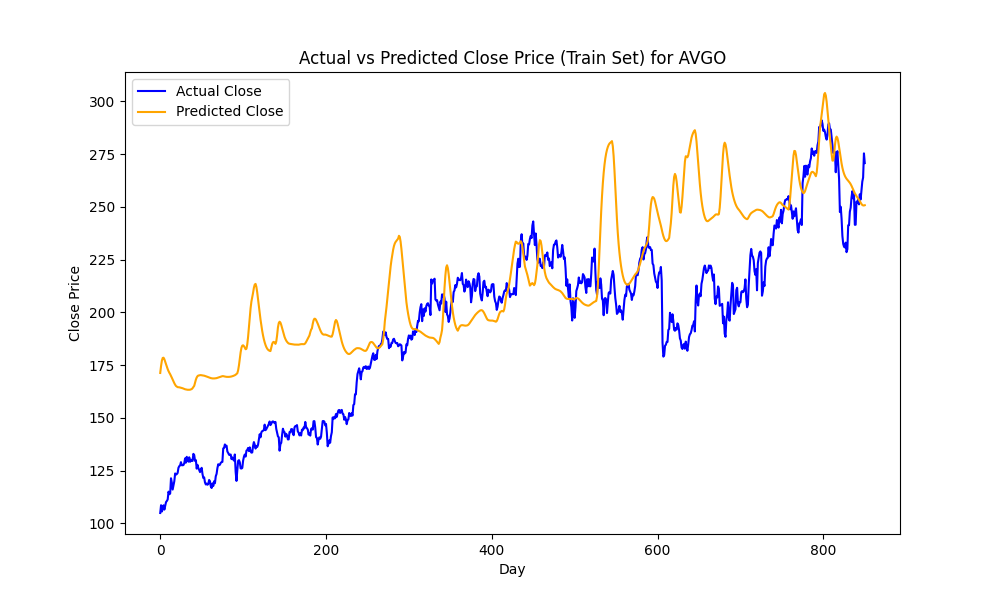 Actual vs Predicted Close Price (Train Set) for AVGO
Actual Close
Predicted Close
300
275
250
225
200
175
150
125
100
Close Price
0
200
400
600
800
Day